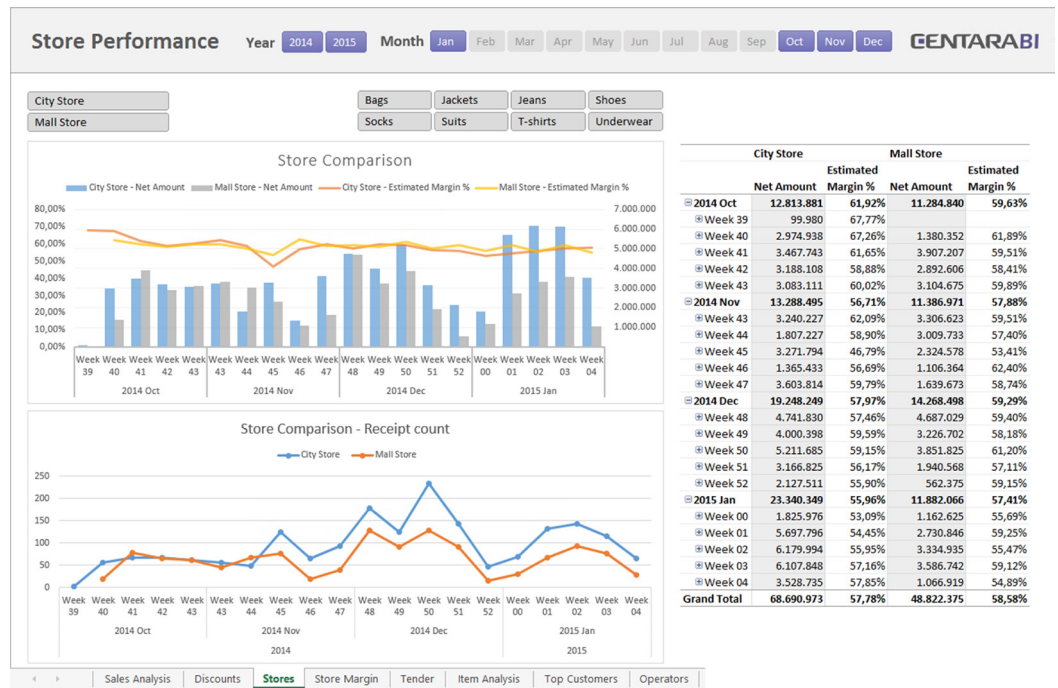 Store Performance Year 2014 2015 Month Jan Feb Mar Apr May Jun Jul Aug Sep Oct Nov Dec CENTARABI
City Store
Mall Store
Bags Jackets Jeans Shoes
Socks Suits T-shirts Underwear
Store Comparison
City Store - Net Amount Mall Store - Net Amount City Store - Estimated Margin % Mall Store - Estimated Margin %
80,00% 7.000.000
70,00% 6.000.000
60,00% 5.000.000
50,00% 4.000.000
40,00% 3.000.000
30,00% 2.000.000
20,00% 1.000.000
10,00%
0,00%
Week Week Week Week Week Week Week Week Week Week Week Week Week Week Week Week Week Week Week Week
39 40 41 42 43 43 44 45 46 47 48 49 50 51 52 00 01 02 03 04
2014 Oct 2014 Nov 2014 Dec 2015 Jan
Store Comparison - Receipt count
City Store Mall Store
250
200
150
100
50
0
Week Week Week Week Week Week Week Week Week Week Week Week Week Week Week Week Week Week Week Week
39 40 41 42 43 43 44 45 46 47 48 49 50 51 52 00 01 02 03 04
2014 Oct 2014 Nov 2014 Dec 2015 Jan
2014 2015
City Store Mall Store
Estimated Estimated
Net Amount Margin % Net Amount Margin %
2014 Oct 12.813.881 61,92% 11.284.840 59,63%
Week 39 99.980 67,77%
Week 40 2.974.938 67,26% 1.380.352 61,89%
Week 41 3.467.743 61,65% 3.907.207 59,51%
Week 42 3.188.108 58,88% 2.892.606 58,41%
Week 43 3.083.111 60,02% 3.104.675 59,89%
2014 Nov 13.288.495 56,71% 11.386.971 57,88%
Week 43 3.240.227 62,09% 3.306.623 59,51%
Week 44 1.807.227 58,90% 3.009.733 57,40%
Week 45 3.271.794 46,79% 2.324.578 53,41%
Week 46 1.365.433 56,69% 1.106.364 62,40%
Week 47 3.603.814 59,79% 1.639.673 58,74%
2014 Dec 19.248.249 57,97% 14.268.498 59,29%
Week 48 4.741.830 57,46% 4.687.029 59,40%
Week 49 4.000.398 59,59% 3.226.702 58,18%
Week 50 5.211.685 59,15% 3.851.825 61,20%
Week 51 3.166.825 56,17% 1.940.568 57,11%
Week 52 2.127.511 55,90% 562.375 59,15%
2015 Jan 23.340.349 55,96% 11.882.066 57,41%
Week 00 1.825.976 53,09% 1.162.625 55,69%
Week 01 5.697.796 54,45% 2.730.846 59,25%
Week 02 6.179.994 55,95% 3.334.935 55,47%
Week 03 6.107.848 57,16% 3.586.742 59,12%
Week 04 3.528.735 57,85% 1.066.919 54,89%
Grand Total 68.690.973 57,78% 48.822.375 58,58%
Sales Analysis Discounts Stores Store Margin Tender Item Analysis Top Customers Operators